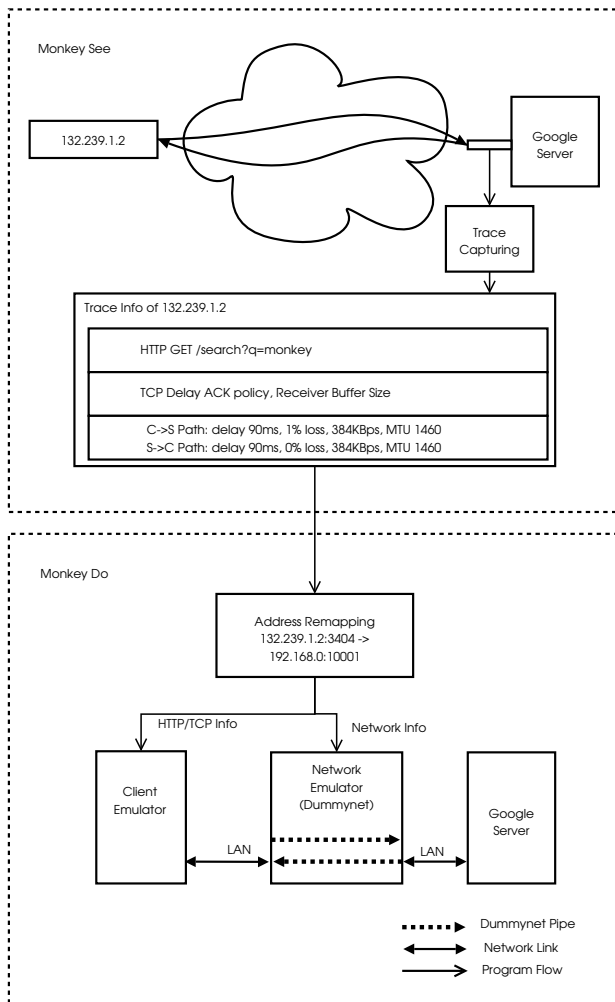 Monkey See
132.239.1.2
Google
Server
Trace
Capturing
Trace Info of 132.239.1.2
HTTP GET /search?q=monkey
TCP Delay ACK policy, Receiver Buffer Size
C->S Path: delay 90ms, 1% loss, 384KBps, MTU 1460
S->C Path: delay 90ms, 0% loss, 384KBps, MTU 1460
Monkey Do
Address Remapping
132.239.1.2:3404 ->
192.168.0:10001
HTTP/TCP Info
Network Info
Client
Emulator
Network
Emulator
(Dummynet)
Google
Server
LAN
LAN
Dummynet Pipe
Network Link
Program Flow